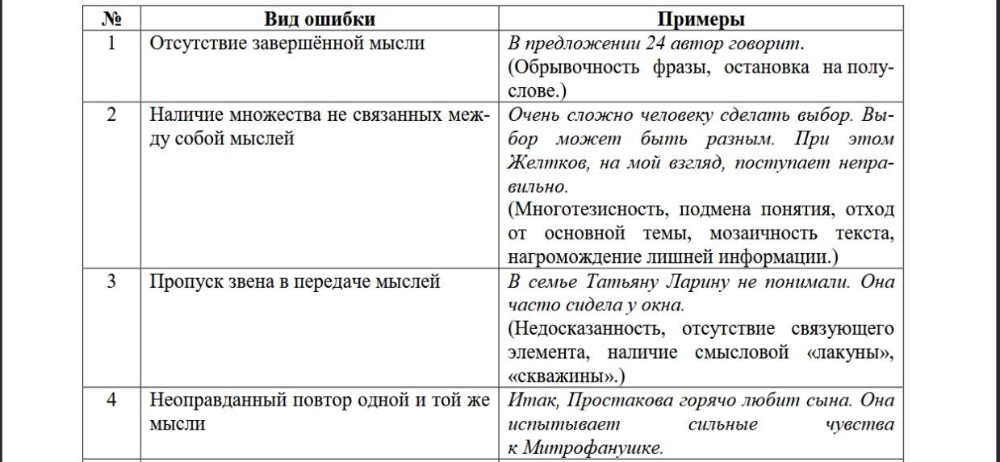 № Вид ошибки Примеры
1 Отсутствие завершённой мысли В предложении 24 автор говорит.
(Обрывочность фразы, остановка на полу-
слове.)
2 Наличие множества не связанных меж- Очень сложно человеку сделать выбор. Вы-
ду собой мыслей бор может быть разным. При этом
Желтков, на мой взгляд, поступает непра-
вильно.
(Многотезисность, подмена понятия, отход
от основной темы, мозаичность текста,
нагромождение лишней информации.)
3 Пропуск звена в передаче мыслей В семье Татьяну Ларину не понимали. Она
часто сидела у окна.
(Недосказанность, отсутствие связующего
элемента, наличие смысловой «лакуны»,
«скважины».)
4 Неоправданный повтор одной и той же Итак, Простакова горячо любит сына. Она
мысли испытывает сильные чувства
к Митрофанушке.